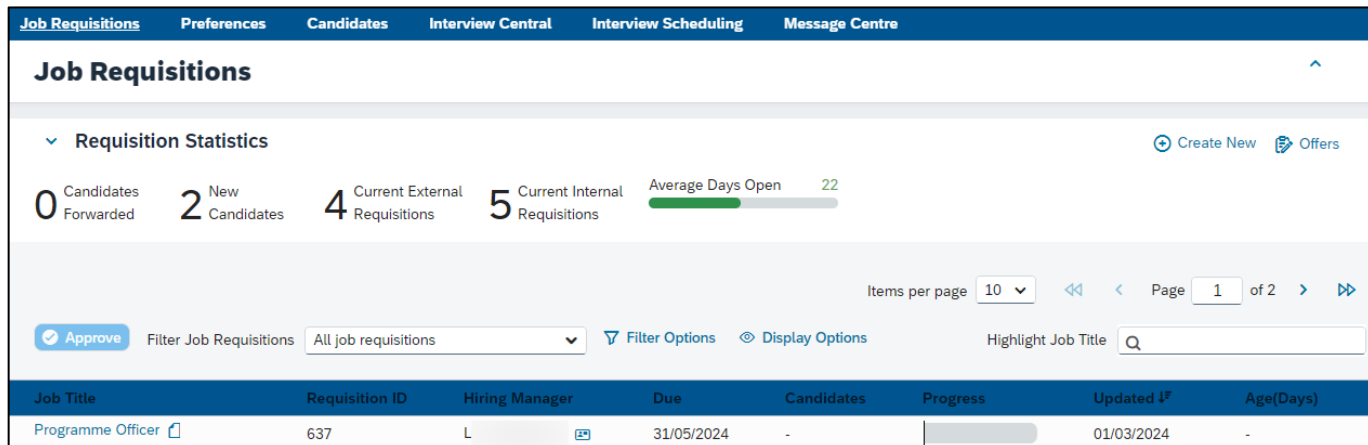 Job Requisitions Preferences Candidates Interview Central Interview Scheduling Message Centre
Job Requisitions
Requisition Statistics Create New Offers
0 Candidates Forwarded 2 New Candidates 4 Current External Requisitions 5 Current Internal Requisitions Average Days Open 22
Items per page 10 Page 1 of 2
Approve Filter Job Requisitions All job requisitions Filter Options Display Options Highlight Job Title
Job Title Requisition ID Hiring Manager Due Candidates Progress Updated Age(Days)
Programme Officer 637 L 31/05/2024 - 01/03/2024 -